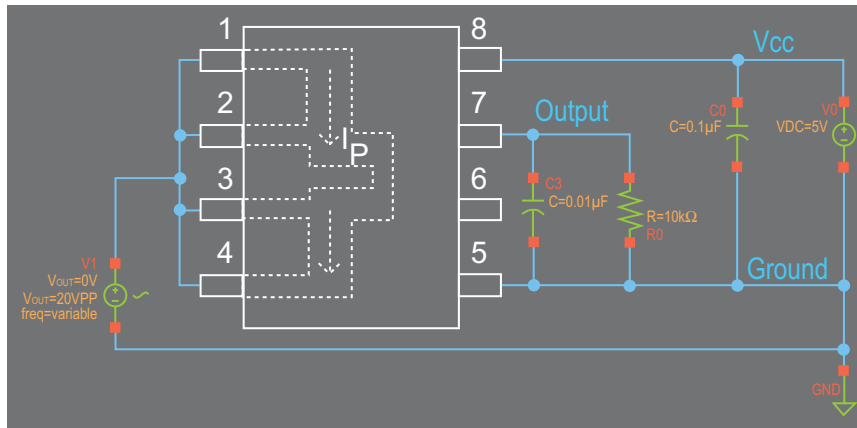 1
2
3
4
I
P
8
7
6
5
Vcc
Output
Ground
C0
C=0.1µF
V0
VDC=5V
C3
C=0.01µF
R=10kΩ
R0
V1
VOUT=0V
VOUT=20VPP
freq=variable
GND